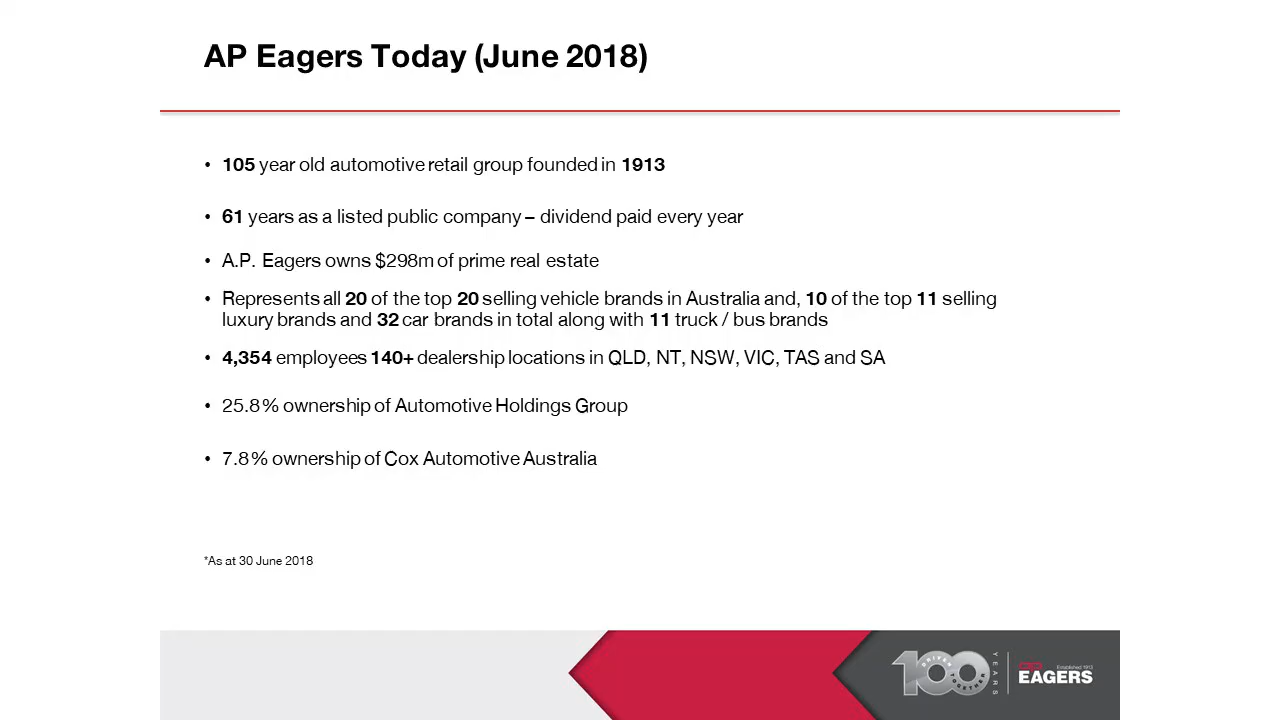 AP Eagers Today (June 2018)
• 105 year old automotive retail group founded in 1913
• 61 years as a listed public company – dividend paid every year
• A.P. Eagers owns $298m of prime real estate
• Represents all 20 of the top 20 selling vehicle brands in Australia and, 10 of the top 11 selling
luxury brands and 32 car brands in total along with 11 truck / bus brands
• 4,354 employees 140+ dealership locations in QLD, NT, NSW, VIC, TAS and SA
• 25.8% ownership of Automotive Holdings Group
• 7.8% ownership of Cox Automotive Australia
*As at 30 June 2018
100
DRIVEN TOGETHER
YEARS
Established 1913
EAGERS